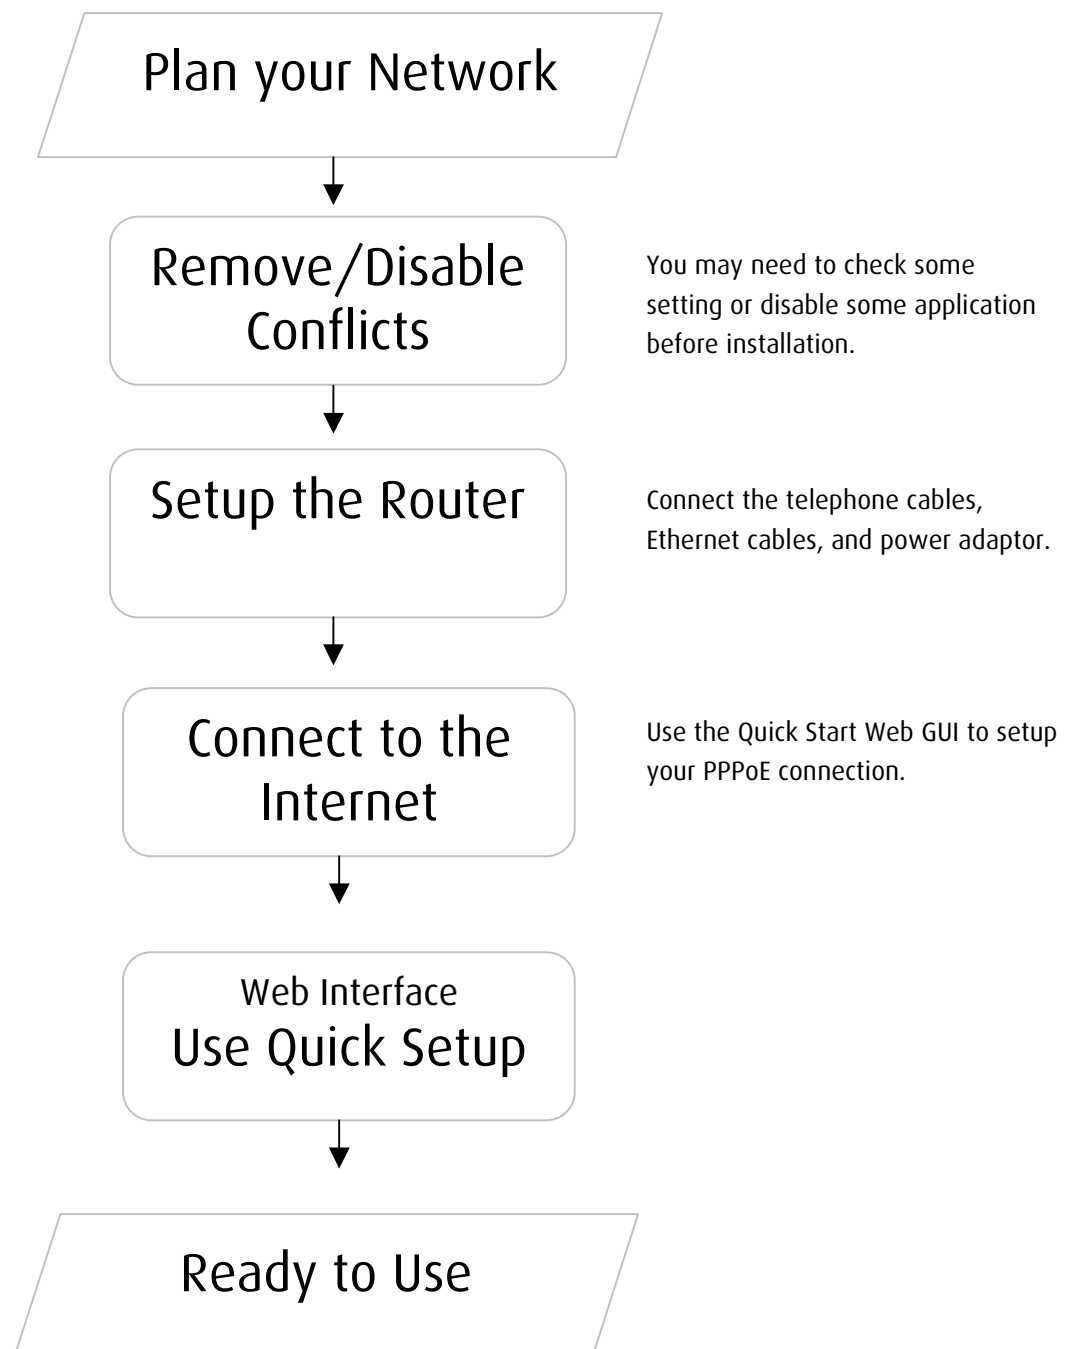 Plan your Network
Remove/Disable
Conflicts
You may need to check some
setting or disable some application
before installation.
Setup the Router
Connect the telephone cables,
Ethernet cables, and power adaptor.
Connect to the
Internet
Use the Quick Start Web GUI to setup
your PPPoE connection.
Web Interface
Use Quick Setup
Ready to Use